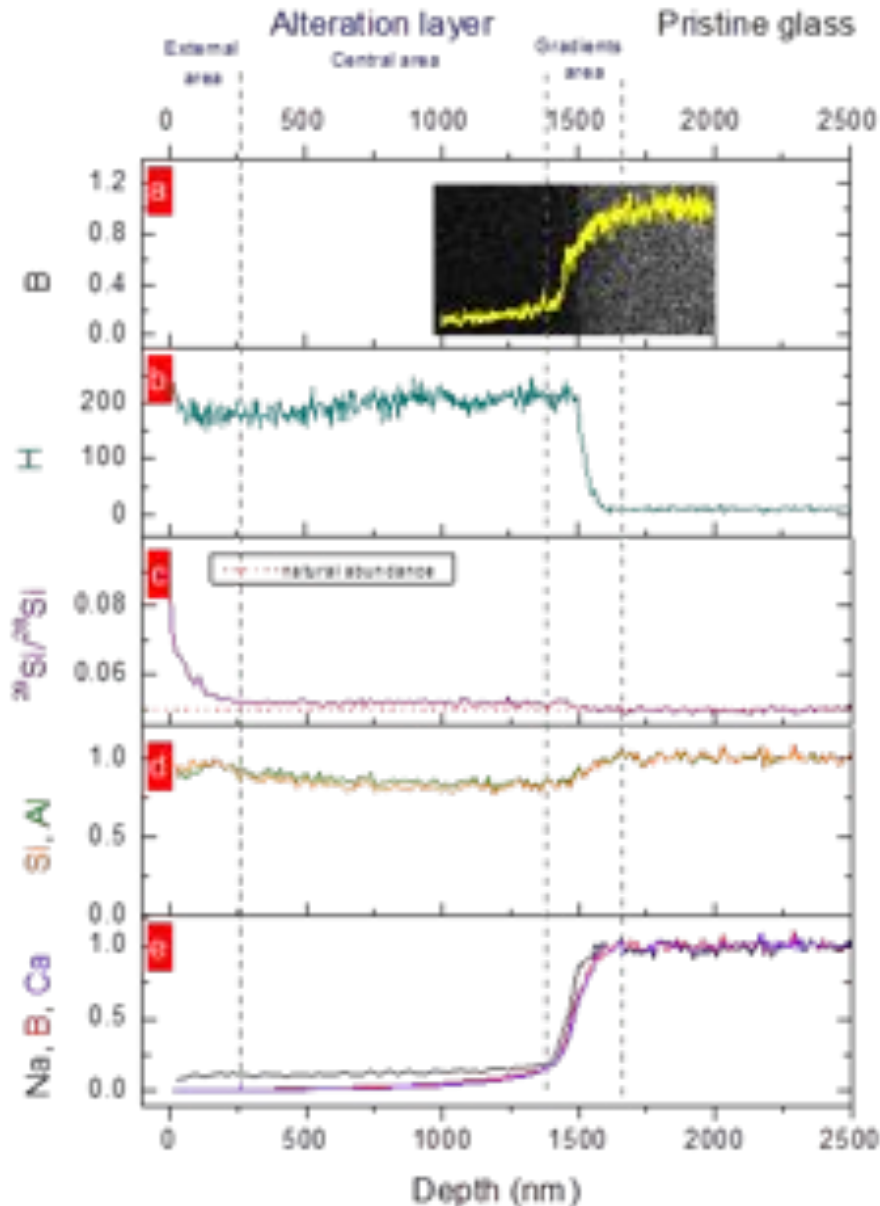 Alteration layer Pristine glass
External area
Central area
Gradients area
0 500 1000 1500 2000 2500
a
1.2
0.8
0.4
0.0
B
b
200
100
0
H
c
natural abundance
0.08
0.06
²⁹Si/²⁸Si
d
1.0
0.5
0.0
Si, Al
e
1.0
0.5
0.0
Na, B, Ca
0 500 1000 1500 2000 2500
Depth (nm)